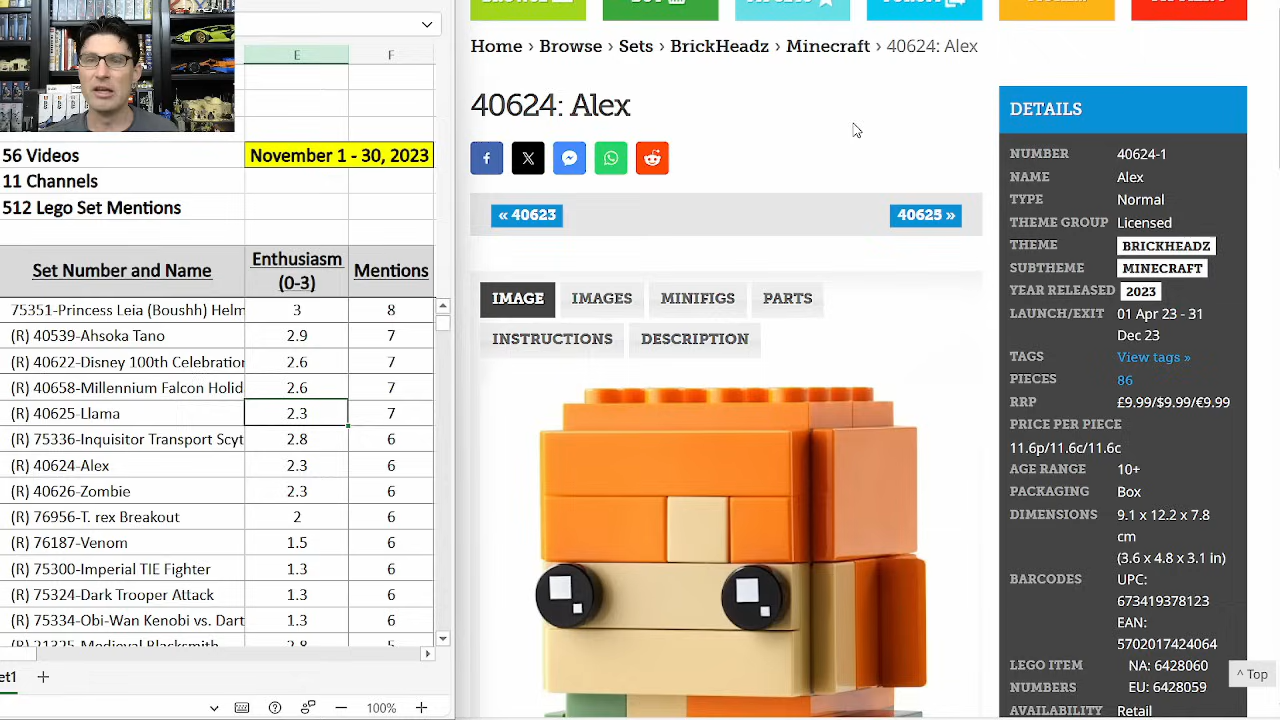 E
F
56 Videos
November 1 - 30, 2023
11 Channels
512 Lego Set Mentions
Set Number and Name
Enthusiasm
(0-3)
Mentions
75351-Princess Leia (Boushh) Helm 3 8
(R) 40539-Ahsoka Tano 2.9 7
(R) 40622-Disney 100th Celebration 2.6 7
(R) 40658-Millennium Falcon Holid 2.6 7
(R) 40625-Llama 2.3 7
(R) 75336-Inquisitor Transport Scyt 2.8 6
(R) 40624-Alex 2.3 6
(R) 40626-Zombie 2.3 6
(R) 76956-T. rex Breakout 2 6
(R) 76187-Venom 1.5 6
(R) 75300-Imperial TIE Fighter 1.3 6
(R) 75324-Dark Trooper Attack 1.3 6
(R) 75334-Obi-Wan Kenobi vs. Dart 1.3 6
(R) 21325-Medieval Blacksmith 2.8 5
et1 +
100%
Home › Browse › Sets › BrickHeadz › Minecraft › 40624: Alex
40624: Alex
« 40623
40625 »
IMAGE IMAGES MINIFIGS PARTS
INSTRUCTIONS DESCRIPTION
DETAILS
NUMBER 40624-1
NAME Alex
TYPE Normal
THEME GROUP Licensed
THEME BRICKHEADZ
SUBTHEME MINECRAFT
YEAR RELEASED 2023
LAUNCH/EXIT 01 Apr 23 - 31
Dec 23
TAGS View tags »
PIECES 86
RRP £9.99/$9.99/€9.99
PRICE PER PIECE
11.6p/11.6c/11.6c
AGE RANGE 10+
PACKAGING Box
DIMENSIONS 9.1 x 12.2 x 7.8
cm
(3.6 x 4.8 x 3.1 in)
BARCODES UPC:
673419378123
EAN:
5702017424064
LEGO ITEM NA: 6428060
NUMBERS EU: 6428059
AVAILABILITY Retail
^ Top